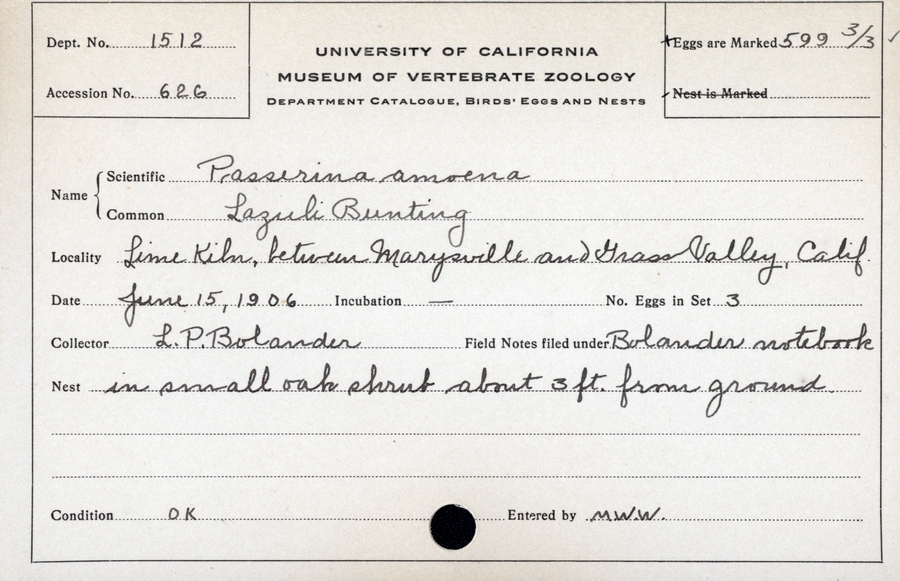 Dept. No. 1512
UNIVERSITY OF CALIFORNIA
MUSEUM OF VERTEBRATE ZOOLOGY
DEPARTMENT CATALOGUE, BIRDS' EGGS AND NESTS
Eggs are Marked 599 3/3 ✓
Accession No. 626
Nest is Marked
Name
Scientific Passerina amoena
Common Lazuli Bunting
Locality Lime Kiln, between Marysville and Grass Valley, Calif.
Date June 15, 1906 Incubation — No. Eggs in Set 3
Collector L. P. Bolander Field Notes filed under Bolander notebook
Nest in small oak shrub about 3 ft. from ground.
Condition OK Entered by M.W.W.